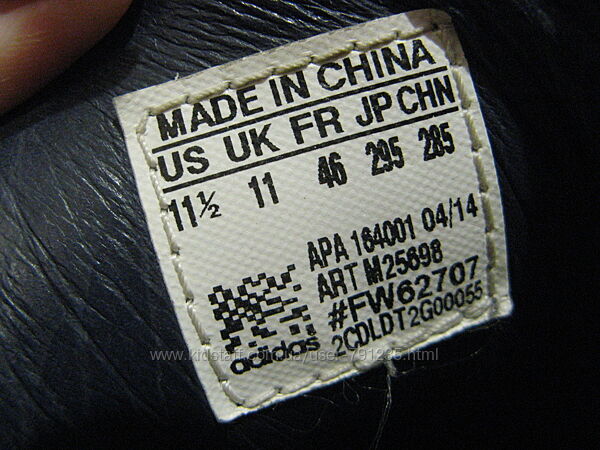 MADE IN CHINA
US UK FR JP CHN
11½ 11 46 295 285
APA 164001 04/14
ART M25698
#FW62707
2CDLDT2G00055
adidas